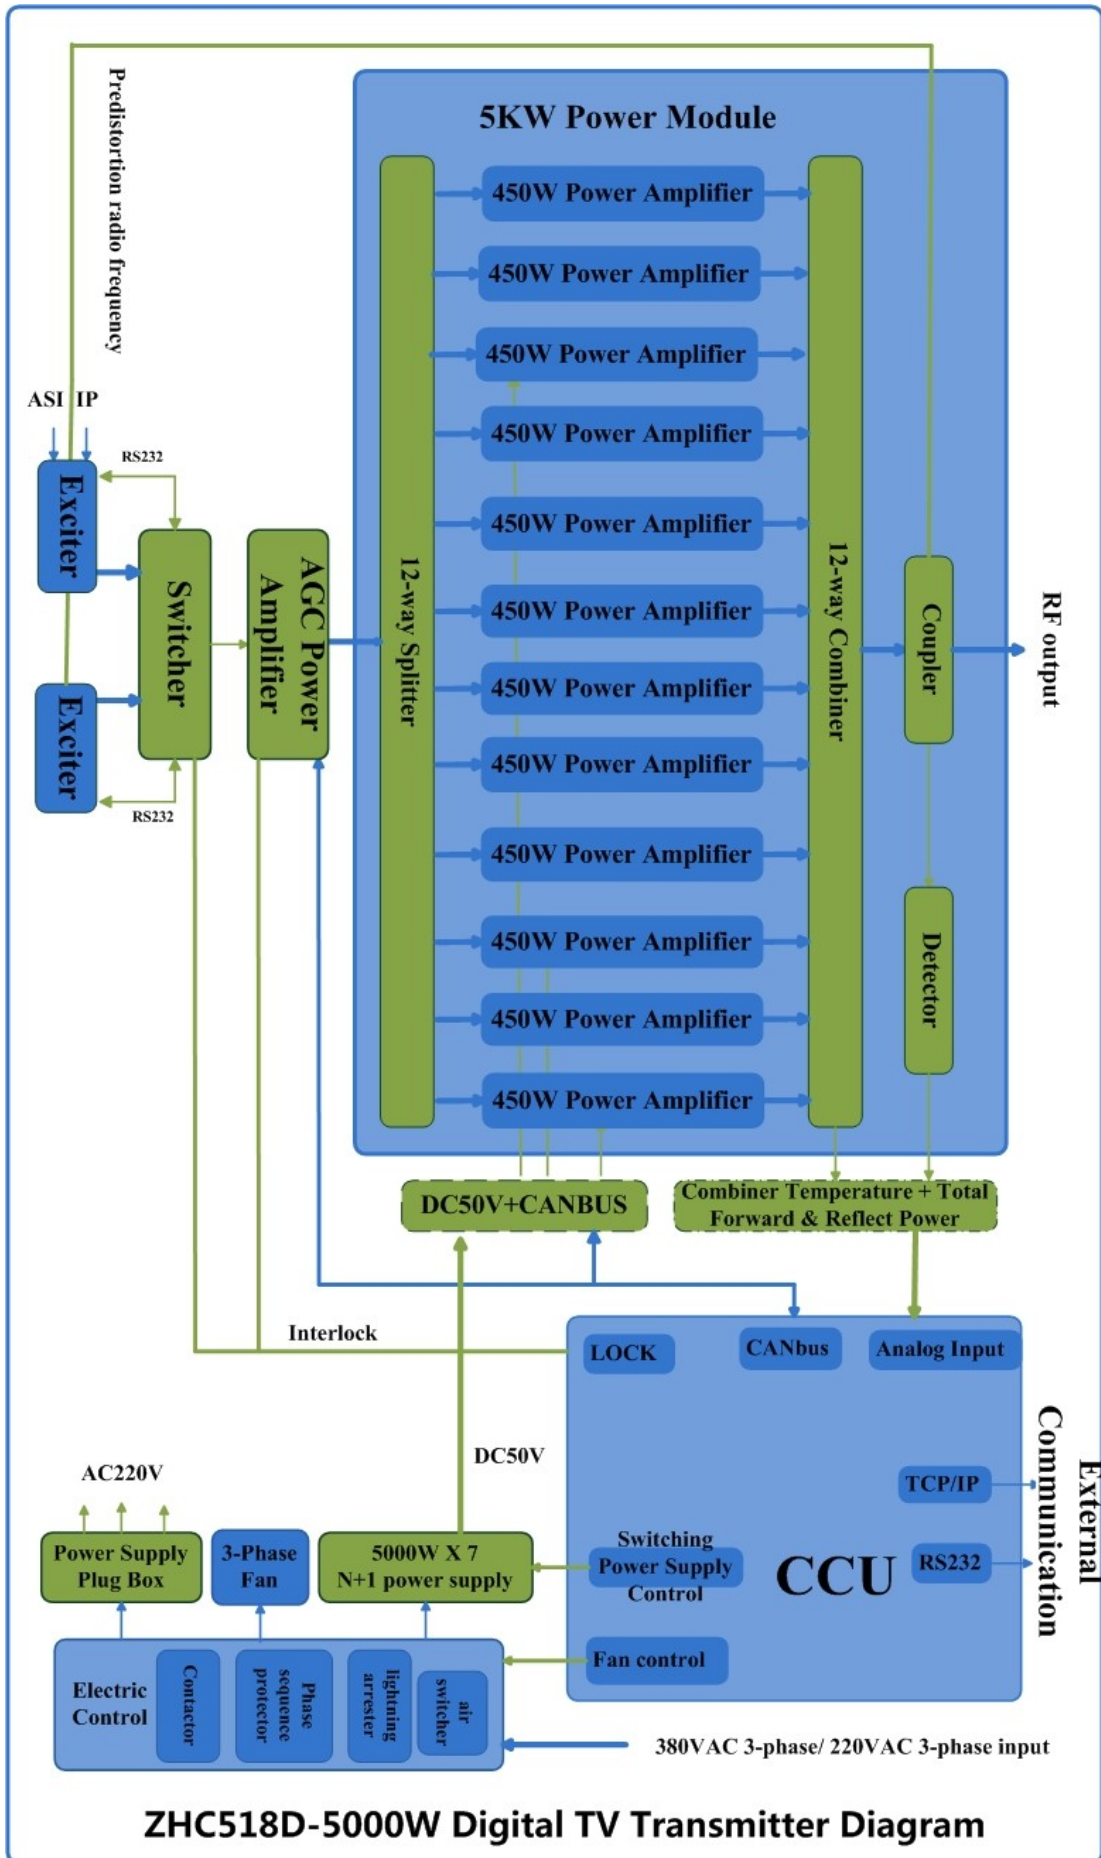 5KW Power Module
Predistortion radio frequency
450W Power Amplifier
450W Power Amplifier
450W Power Amplifier
450W Power Amplifier
450W Power Amplifier
450W Power Amplifier
450W Power Amplifier
450W Power Amplifier
450W Power Amplifier
450W Power Amplifier
450W Power Amplifier
450W Power Amplifier
ASI IP
RS232
Exciter
Exciter
RS232
Switcher
AGC Power
Amplifier
12-way Splitter
12-way Combiner
Coupler
RF output
Detector
DC50V+CANBUS
Combiner Temperature + Total
Forward & Reflect Power
Interlock
LOCK
CANbus
Analog Input
DC50V
AC220V
TCP/IP
RS232
External
Communication
CCU
Switching
Power Supply
Control
Fan control
Power Supply
Plug Box
3-Phase
Fan
5000W X 7
N+1 power supply
Electric
Control
Contactor
Phase
sequence
protector
lightning
arrester
air
switcher
380VAC 3-phase/ 220VAC 3-phase input
ZHC518D-5000W Digital TV Transmitter Diagram